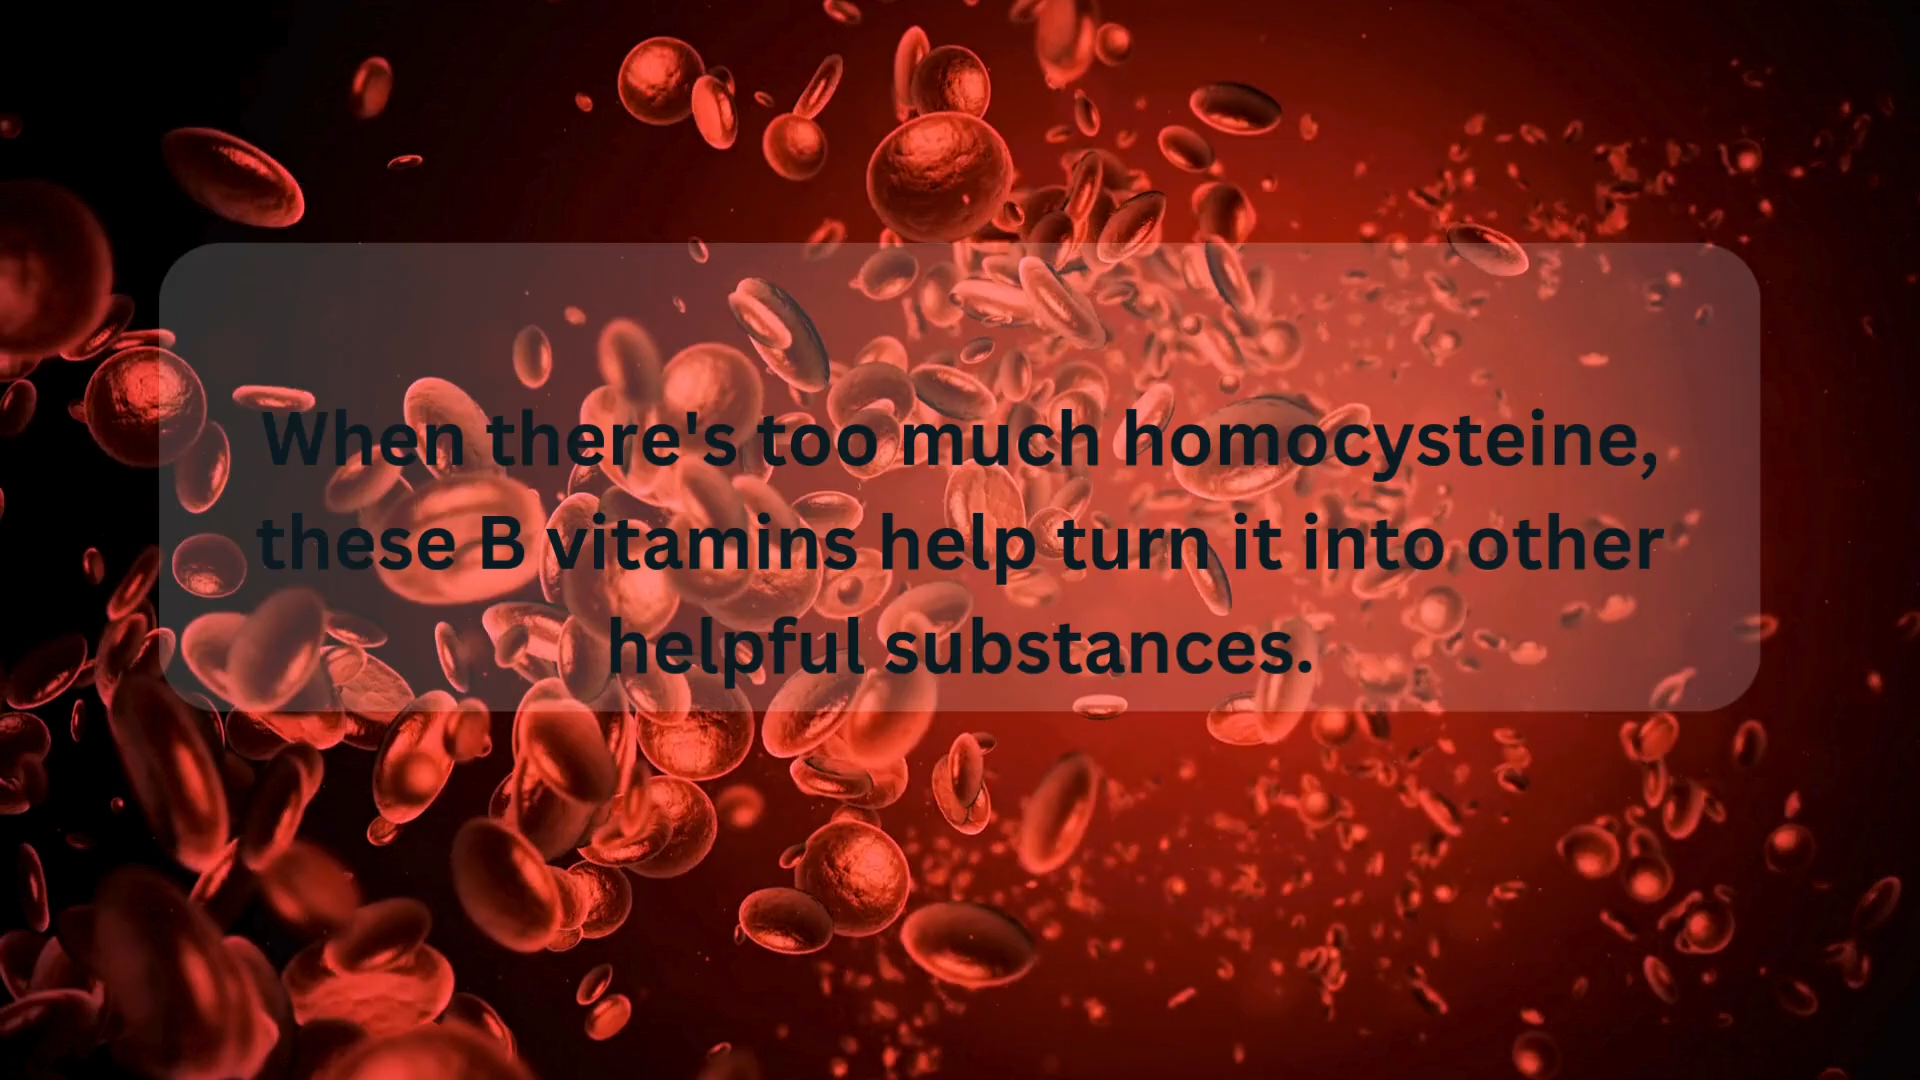 When there's too much homocysteine,
these B vitamins help turn it into other
helpful substances.